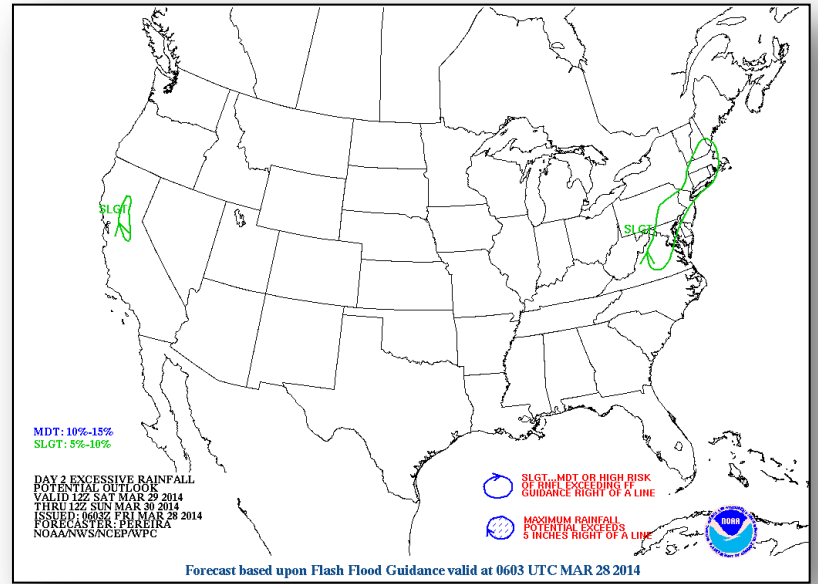 SLGT
SLGT
MDT: 10%-15%
SLGT: 5%-10%
DAY 2 EXCESSIVE RAINFALL
POTENTIAL OUTLOOK
VALID 12Z SAT MAR 29 2014
THRU 12Z SUN MAR 30 2014
ISSUED: 0603Z FRI MAR 28 2014
FORECASTER: PEREIRA
NOAA/NWS/NCEP/WPC
SLGT...MDT OR HIGH RISK
OF RNFL EXCEEDING FF
GUIDANCE RIGHT OF A LINE
MAXIMUM RAINFALL
POTENTIAL EXCEEDS
5 INCHES RIGHT OF A LINE
NOAA
Forecast based upon Flash Flood Guidance valid at 0603 UTC MAR 28 2014